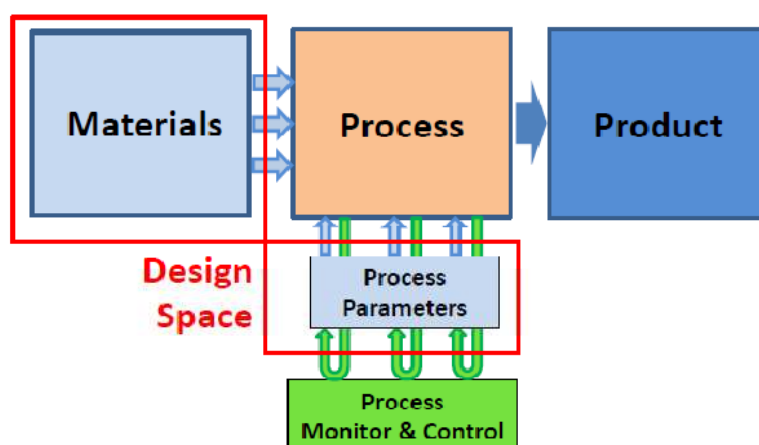 Materials
Process
Product
Design
Space
Process
Parameters
Process
Monitor & Control